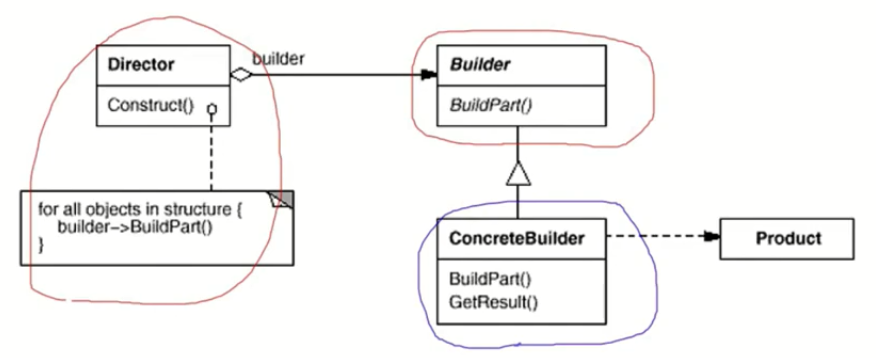 builder
Director
Construct()
Builder
BuildPart()
for all objects in structure {
builder->BuildPart()
}
ConcreteBuilder
BuildPart()
GetResult()
Product